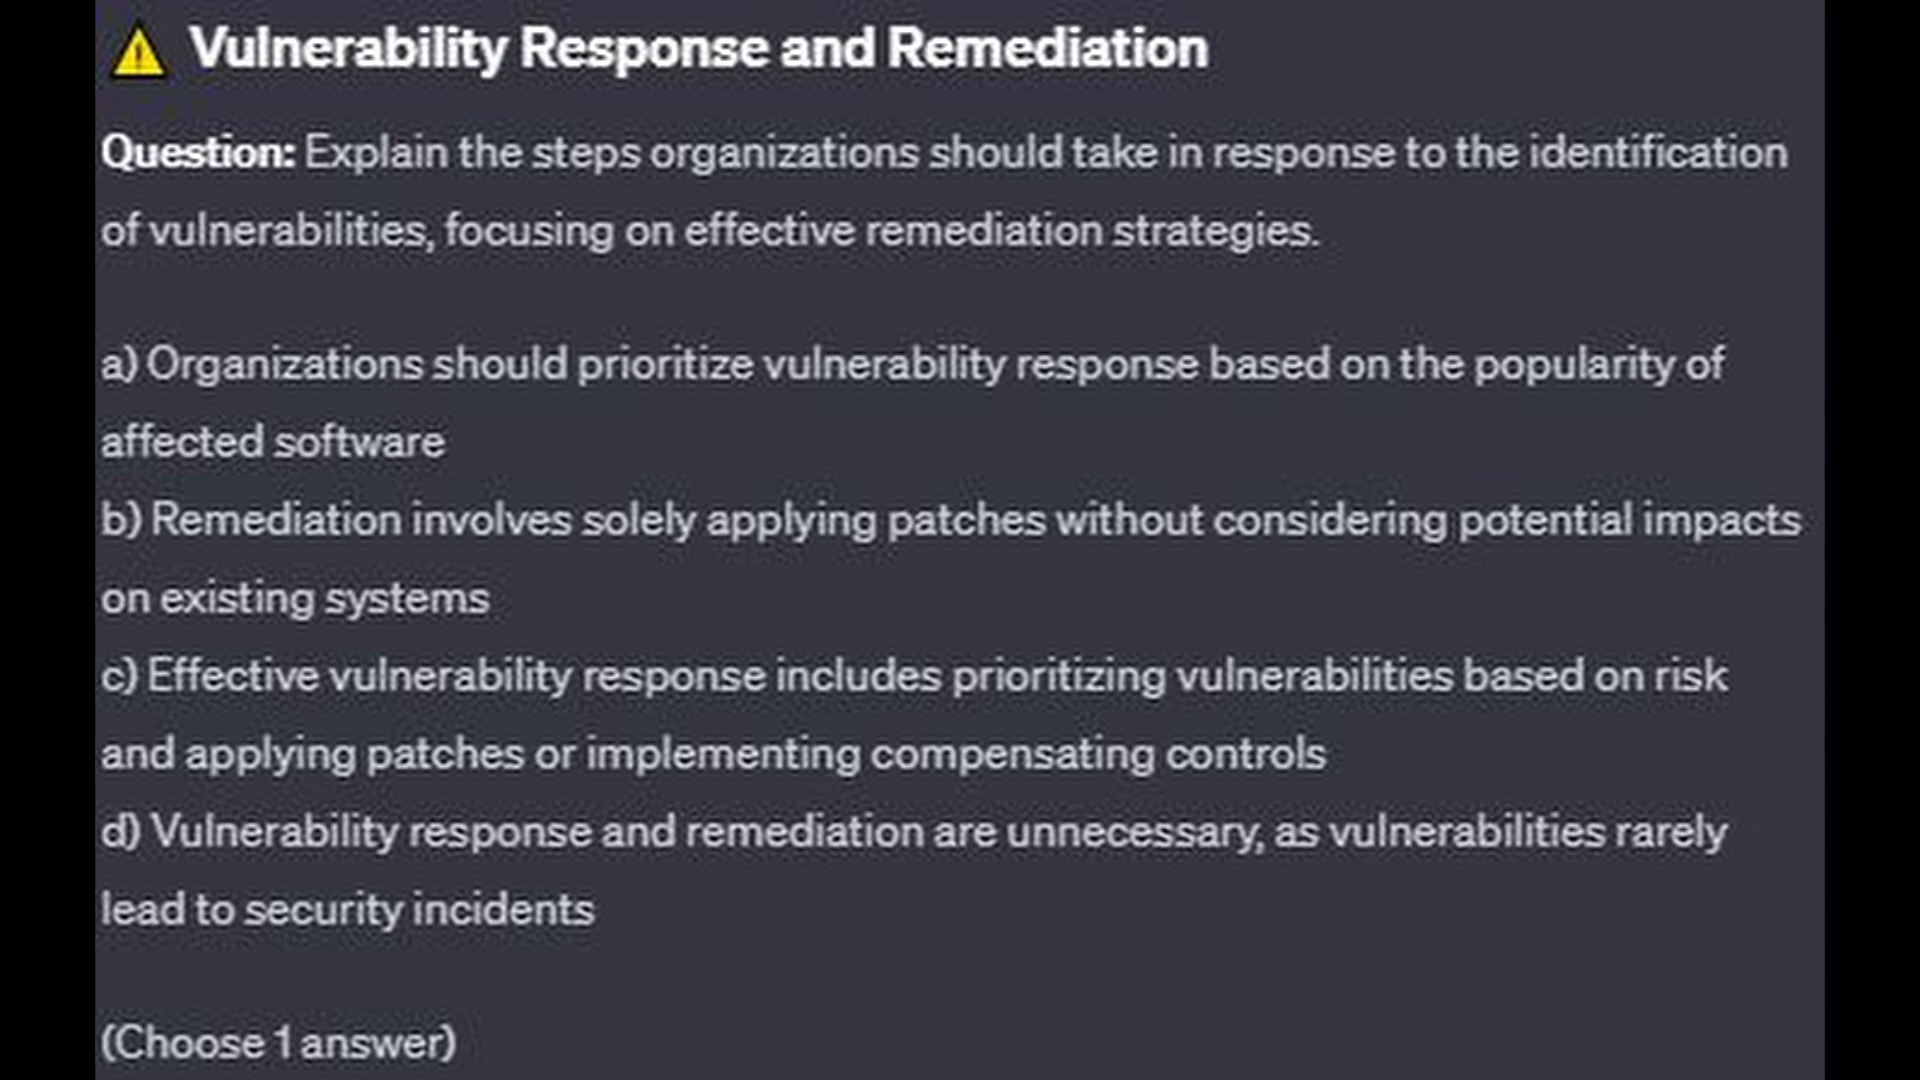 Vulnerability Response and Remediation
Question: Explain the steps organizations should take in response to the identification
of vulnerabilities, focusing on effective remediation strategies.
a) Organizations should prioritize vulnerability response based on the popularity of
affected software
b) Remediation involves solely applying patches without considering potential impacts
on existing systems
c) Effective vulnerability response includes prioritizing vulnerabilities based on risk
and applying patches or implementing compensating controls
d) Vulnerability response and remediation are unnecessary, as vulnerabilities rarely
lead to security incidents
(Choose 1 answer)